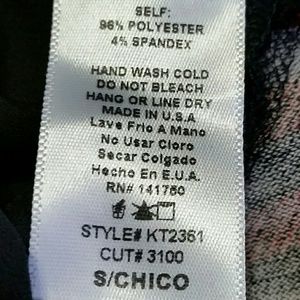 SELF:
96% POLYESTER
4% SPANDEX
HAND WASH COLD
DO NOT BLEACH
HANG OR LINE DRY
MADE IN U.S.A
Lave Frio A Mano
No Usar Cloro
Secar Colgado
Hecho En E.U.A.
RN# 141760
STYLE# KT2361
CUT# 3100
S/CHICO